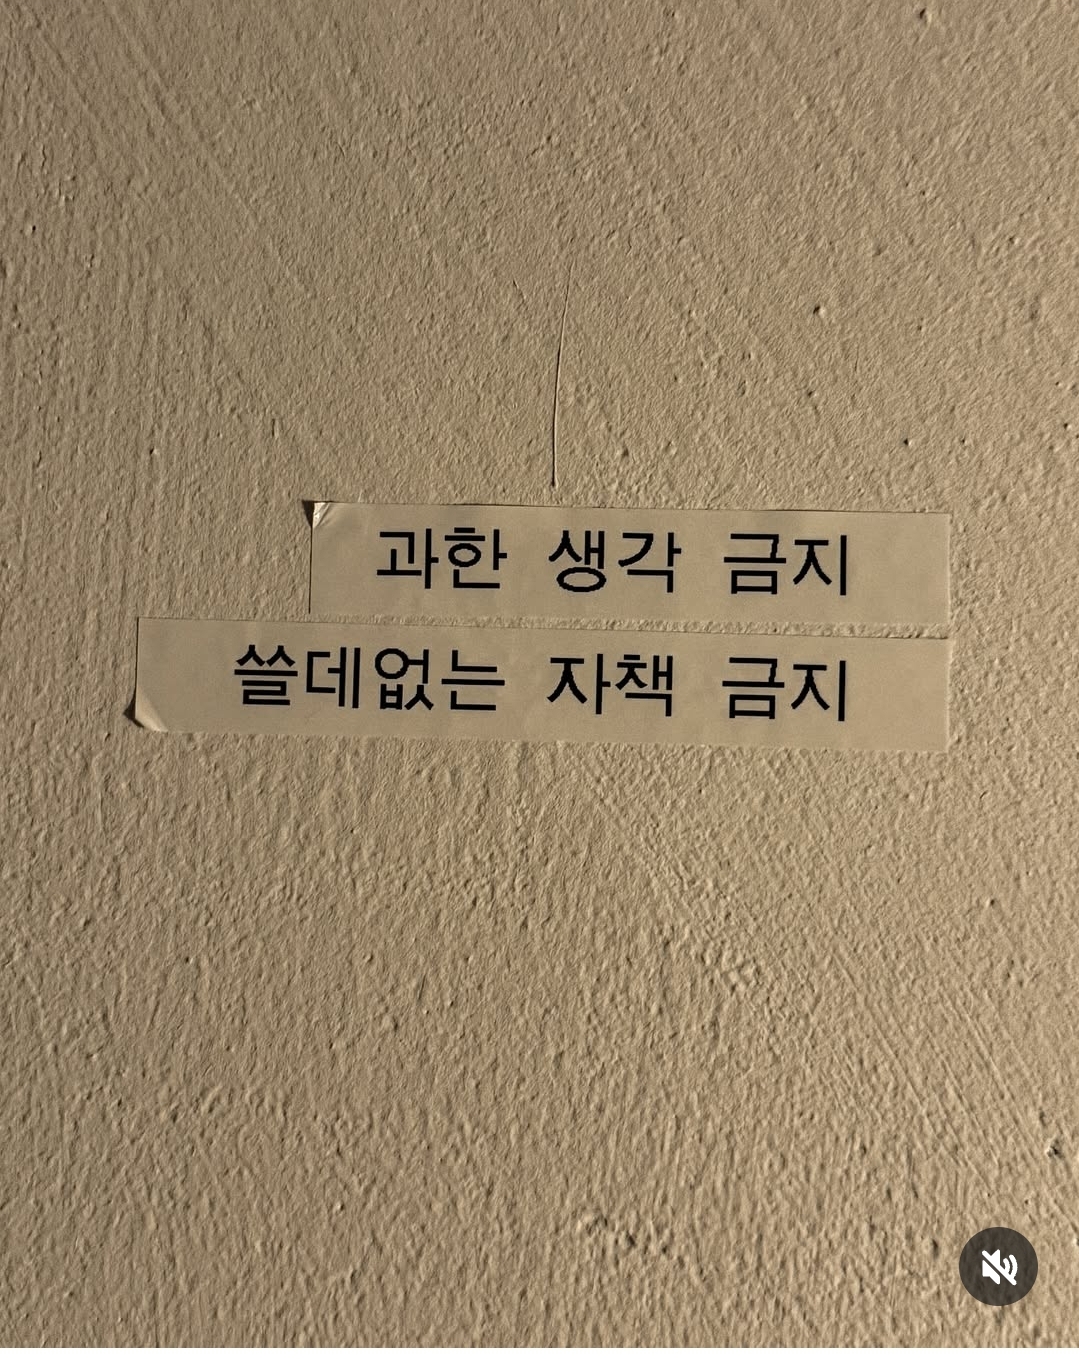 과한 생각 금지
쓸데없는 자책 금지